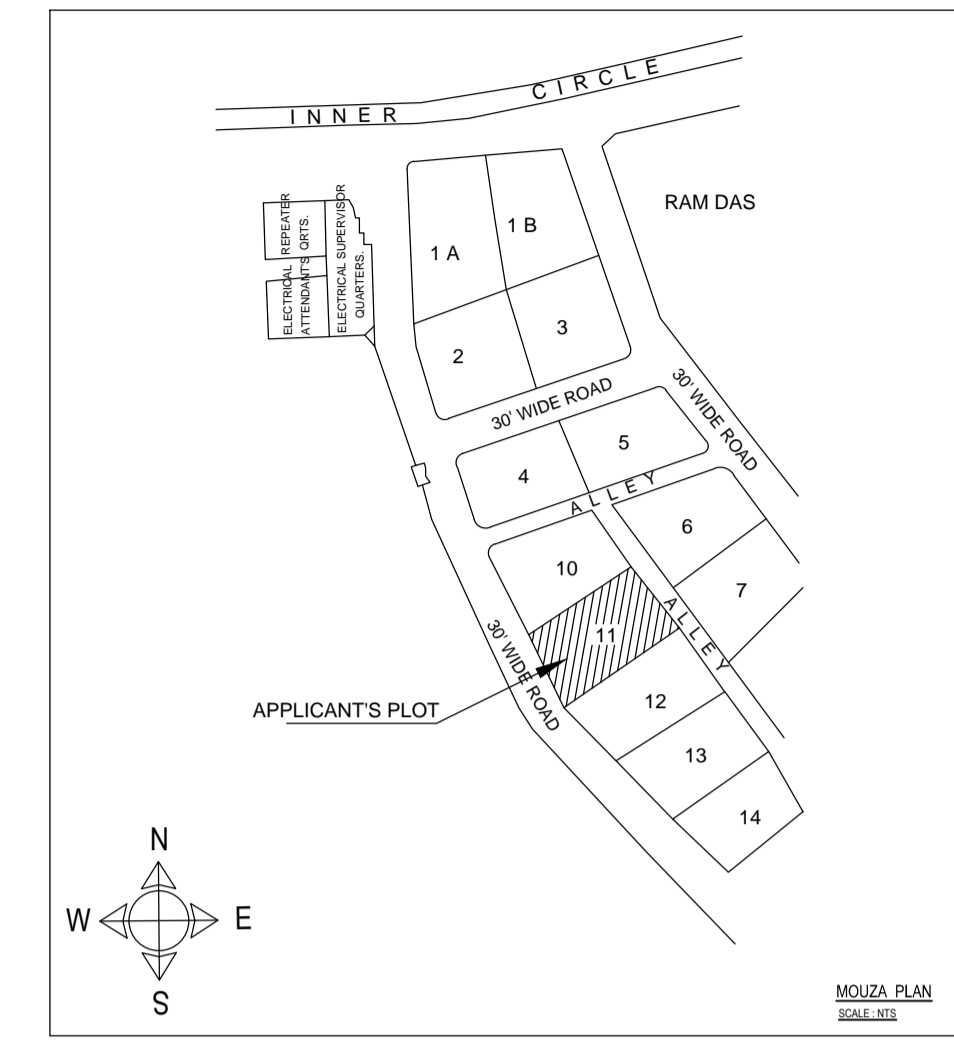 INNER CIRCLE
RAM DAS
ELECTRICAL REPEATER
ATTENDANT'S QRTS.
ELECTRICAL SUPERVISOR
QUARTERS.
1 A
1 B
2
3
30' WIDE ROAD
30' WIDE ROAD
4
5
ALLEY
6
7
10
11
ALLEY
30' WIDE ROAD
APPLICANT'S PLOT
12
13
14
N
W
E
S
MOUZA PLAN
SCALE : NTS